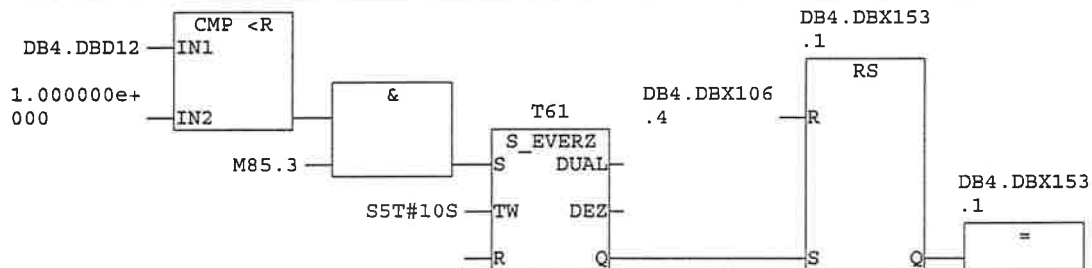 CMP <R
DB4.DBD12
IN1
1.000000e+
000
IN2
&
M85.3
T61
S_EVERZ
S
DUAL
S5T#10S
TW
DEZ
R
Q
DB4.DBX153
.1
RS
DB4.DBX106
.4
R
S
Q
DB4.DBX153
.1
=